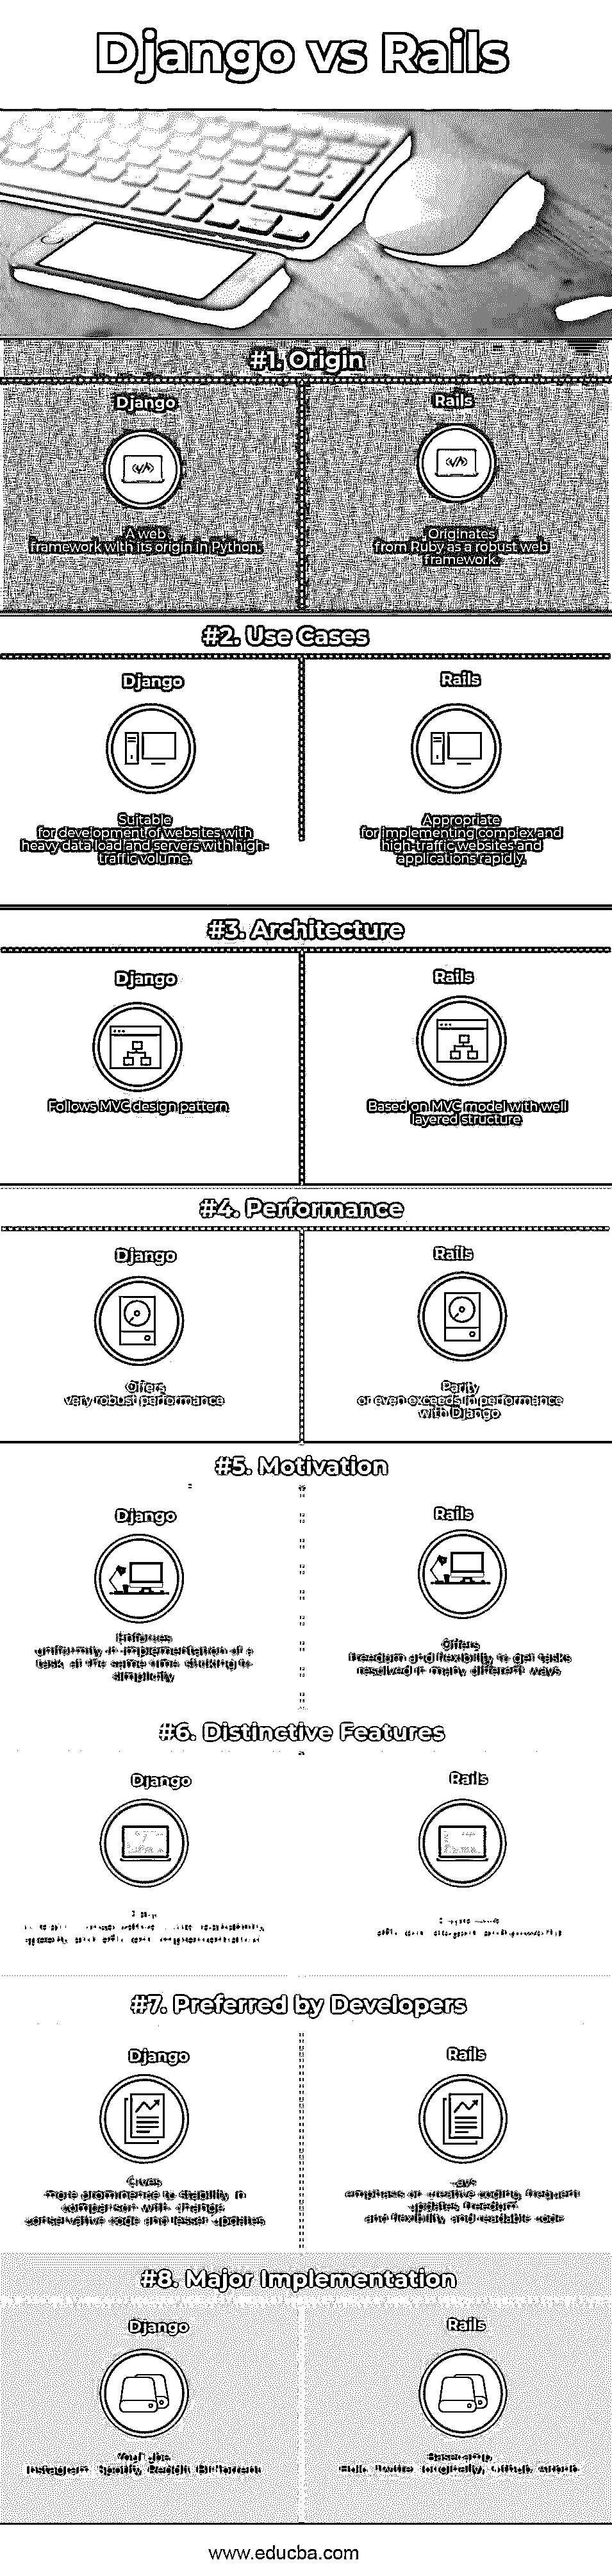 Django vs Rails
#1. Origin
Django
A web
framework with its origin in Python.
Rails
Originates
from Ruby as a robust web
framework.
#2. Use Cases
Django
Suitable
for development of websites with
heavy data load and servers with high-
traffic volume.
Rails
Appropriate
for implementing complex and
high-traffic websites and
applications rapidly.
#3. Architecture
Django
Follows MVC design pattern
Rails
Based on MVC model with well
layered structure
#4. Performance
Django
Offers
very robust performance
Rails
Parity
or even exceeds in performance
with Django
#5. Motivation
Django
Enforces
uniformity in implementation of a
task, at the same time, sticking to
simplicity
Rails
Offers
freedom and flexibility to get tasks
resolved in many different ways
#6. Distinctive Features
Django
Rails
#7. Preferred by Developers
Django
Gives
more prominence to stability in
comparison with change,
conservative code and lesser updates
Rails
Lays
emphasis on creative coding, frequent
updates, freedom
and flexibility, and readable code
#8. Major Implementation
Django
YouTube,
Instagram, Spotify, Reddit, BitTorrent
Rails
Basecamp,
Hulu, Twitter (originally), Github, Airbnb
www.educba.com